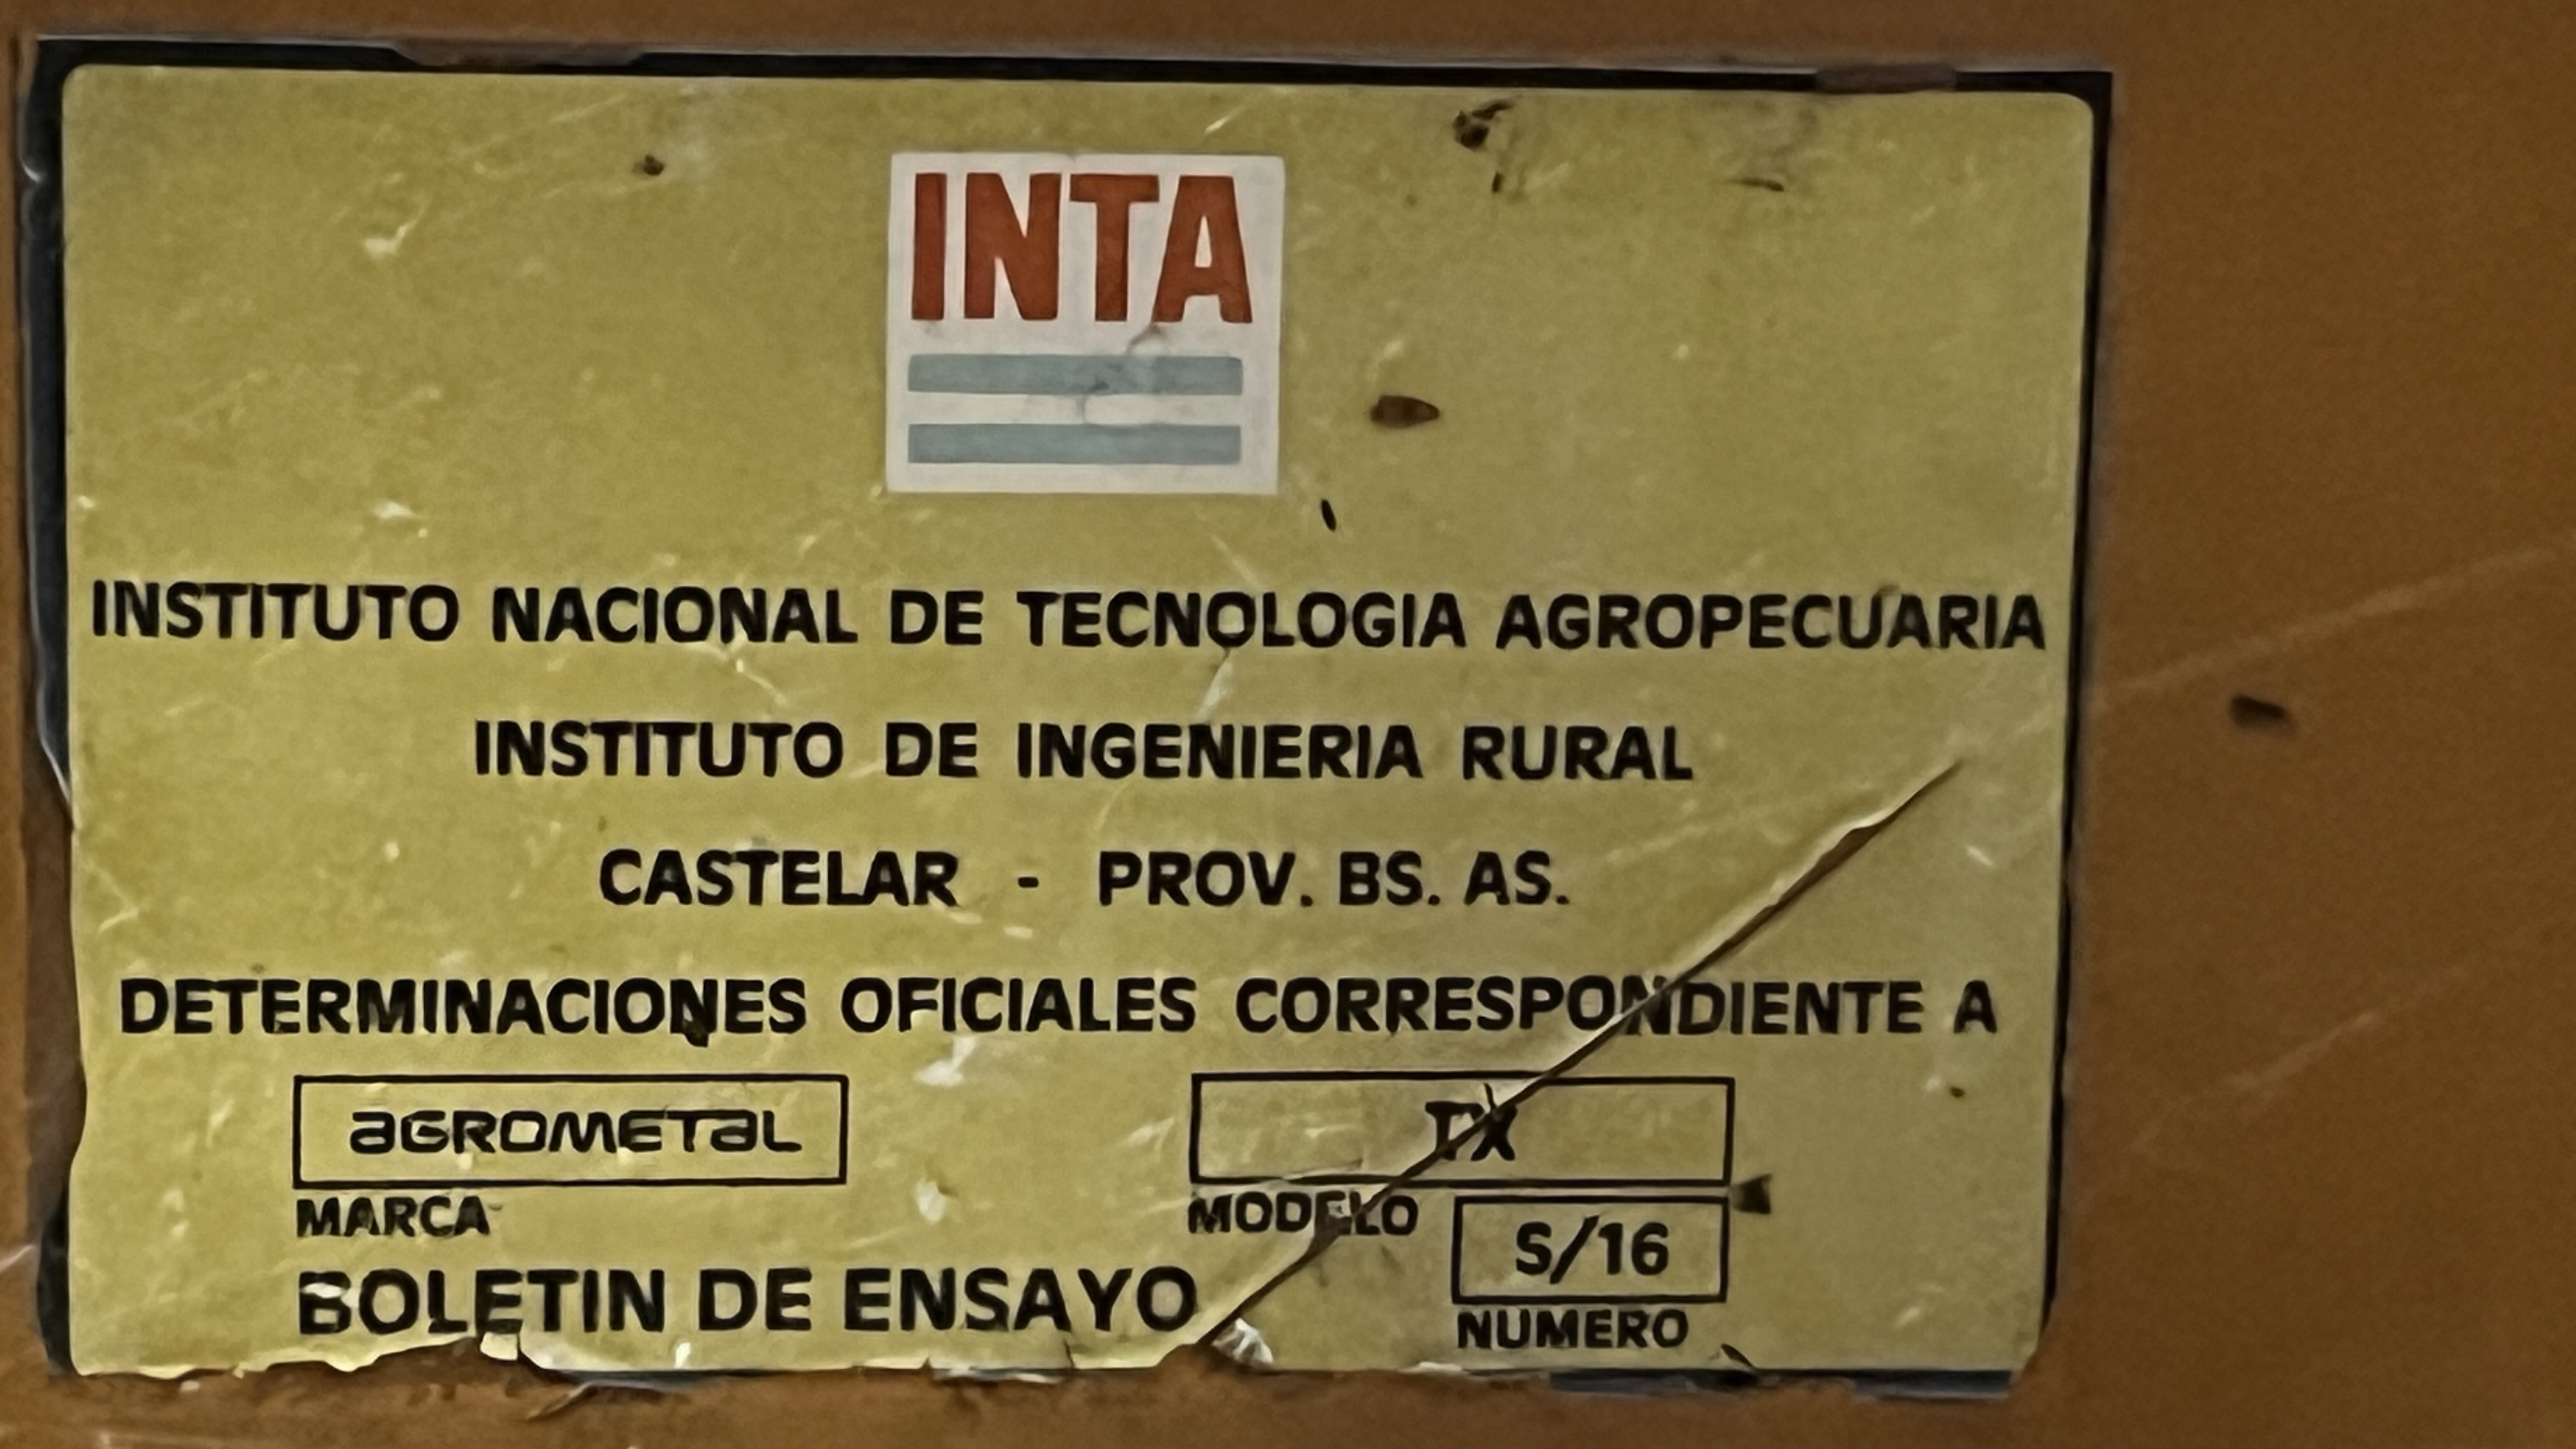 INTA
INSTITUTO NACIONAL DE TECNOLOGIA AGROPECUARIA
INSTITUTO DE INGENIERIA RURAL
CASTELAR - PROV. BS. AS.
DETERMINACIONES OFICIALES CORRESPONDIENTE A
aGROMETaL
TX
MARCA
MODELO
S/16
BOLETIN DE ENSAYO
NUMERO